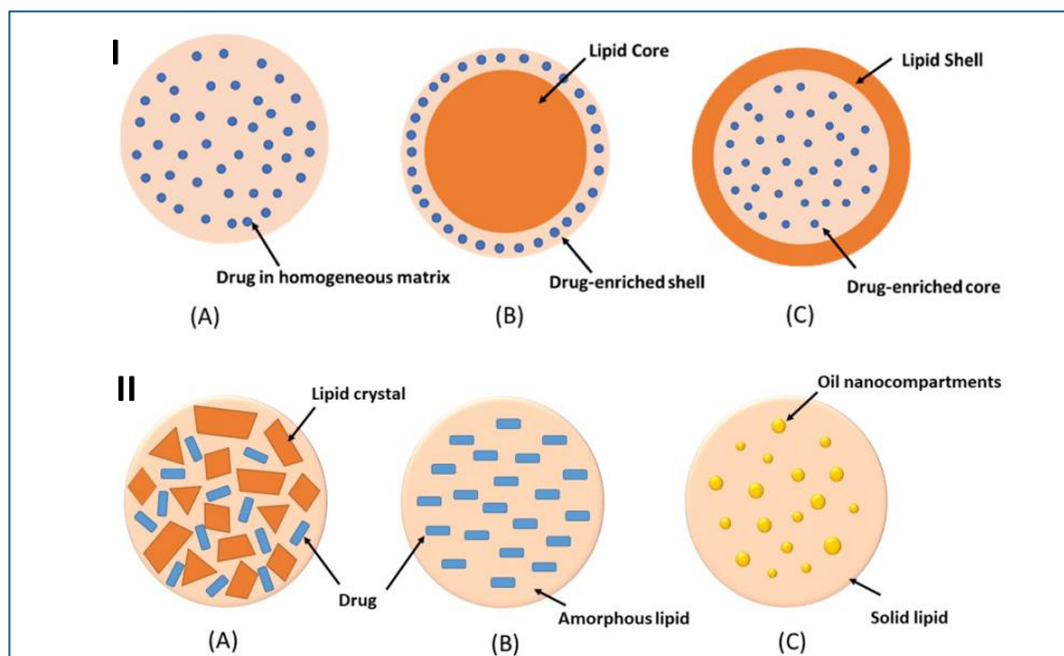 I
Lipid Core
Lipid Shell
Drug in homogeneous matrix
Drug-enriched shell
Drug-enriched core
(A)
(B)
(C)
II
Lipid crystal
Oil nanocompartments
Drug
Amorphous lipid
Solid lipid
(A)
(B)
(C)